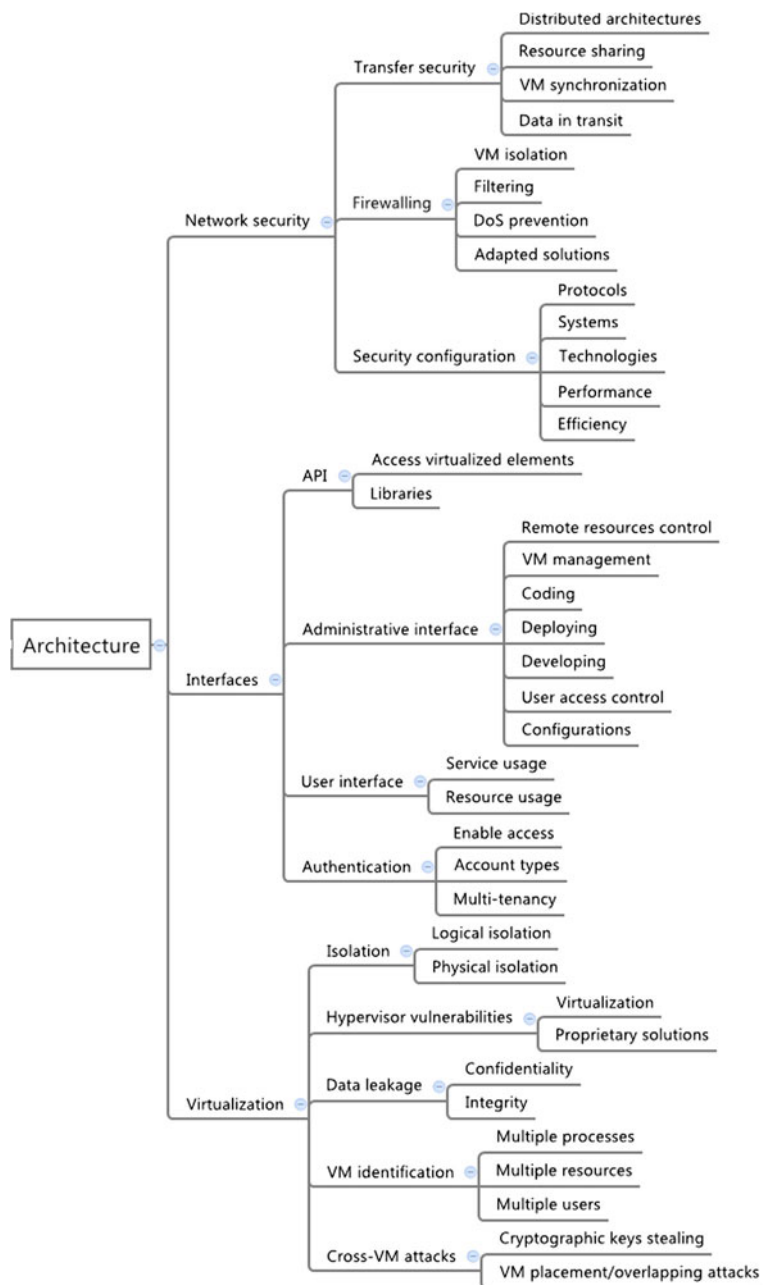 Architecture
Network security
Transfer security
Distributed architectures
Resource sharing
VM synchronization
Data in transit
Firewalling
VM isolation
Filtering
DoS prevention
Adapted solutions
Security configuration
Protocols
Systems
Technologies
Performance
Efficiency
Interfaces
API
Access virtualized elements
Libraries
Administrative interface
Remote resources control
VM management
Coding
Deploying
Developing
User access control
Configurations
User interface
Service usage
Resource usage
Authentication
Enable access
Account types
Multi-tenancy
Virtualization
Isolation
Logical isolation
Physical isolation
Hypervisor vulnerabilities
Virtualization
Proprietary solutions
Data leakage
Confidentiality
Integrity
VM identification
Multiple processes
Multiple resources
Multiple users
Cross-VM attacks
Cryptographic keys stealing
VM placement/overlapping attacks